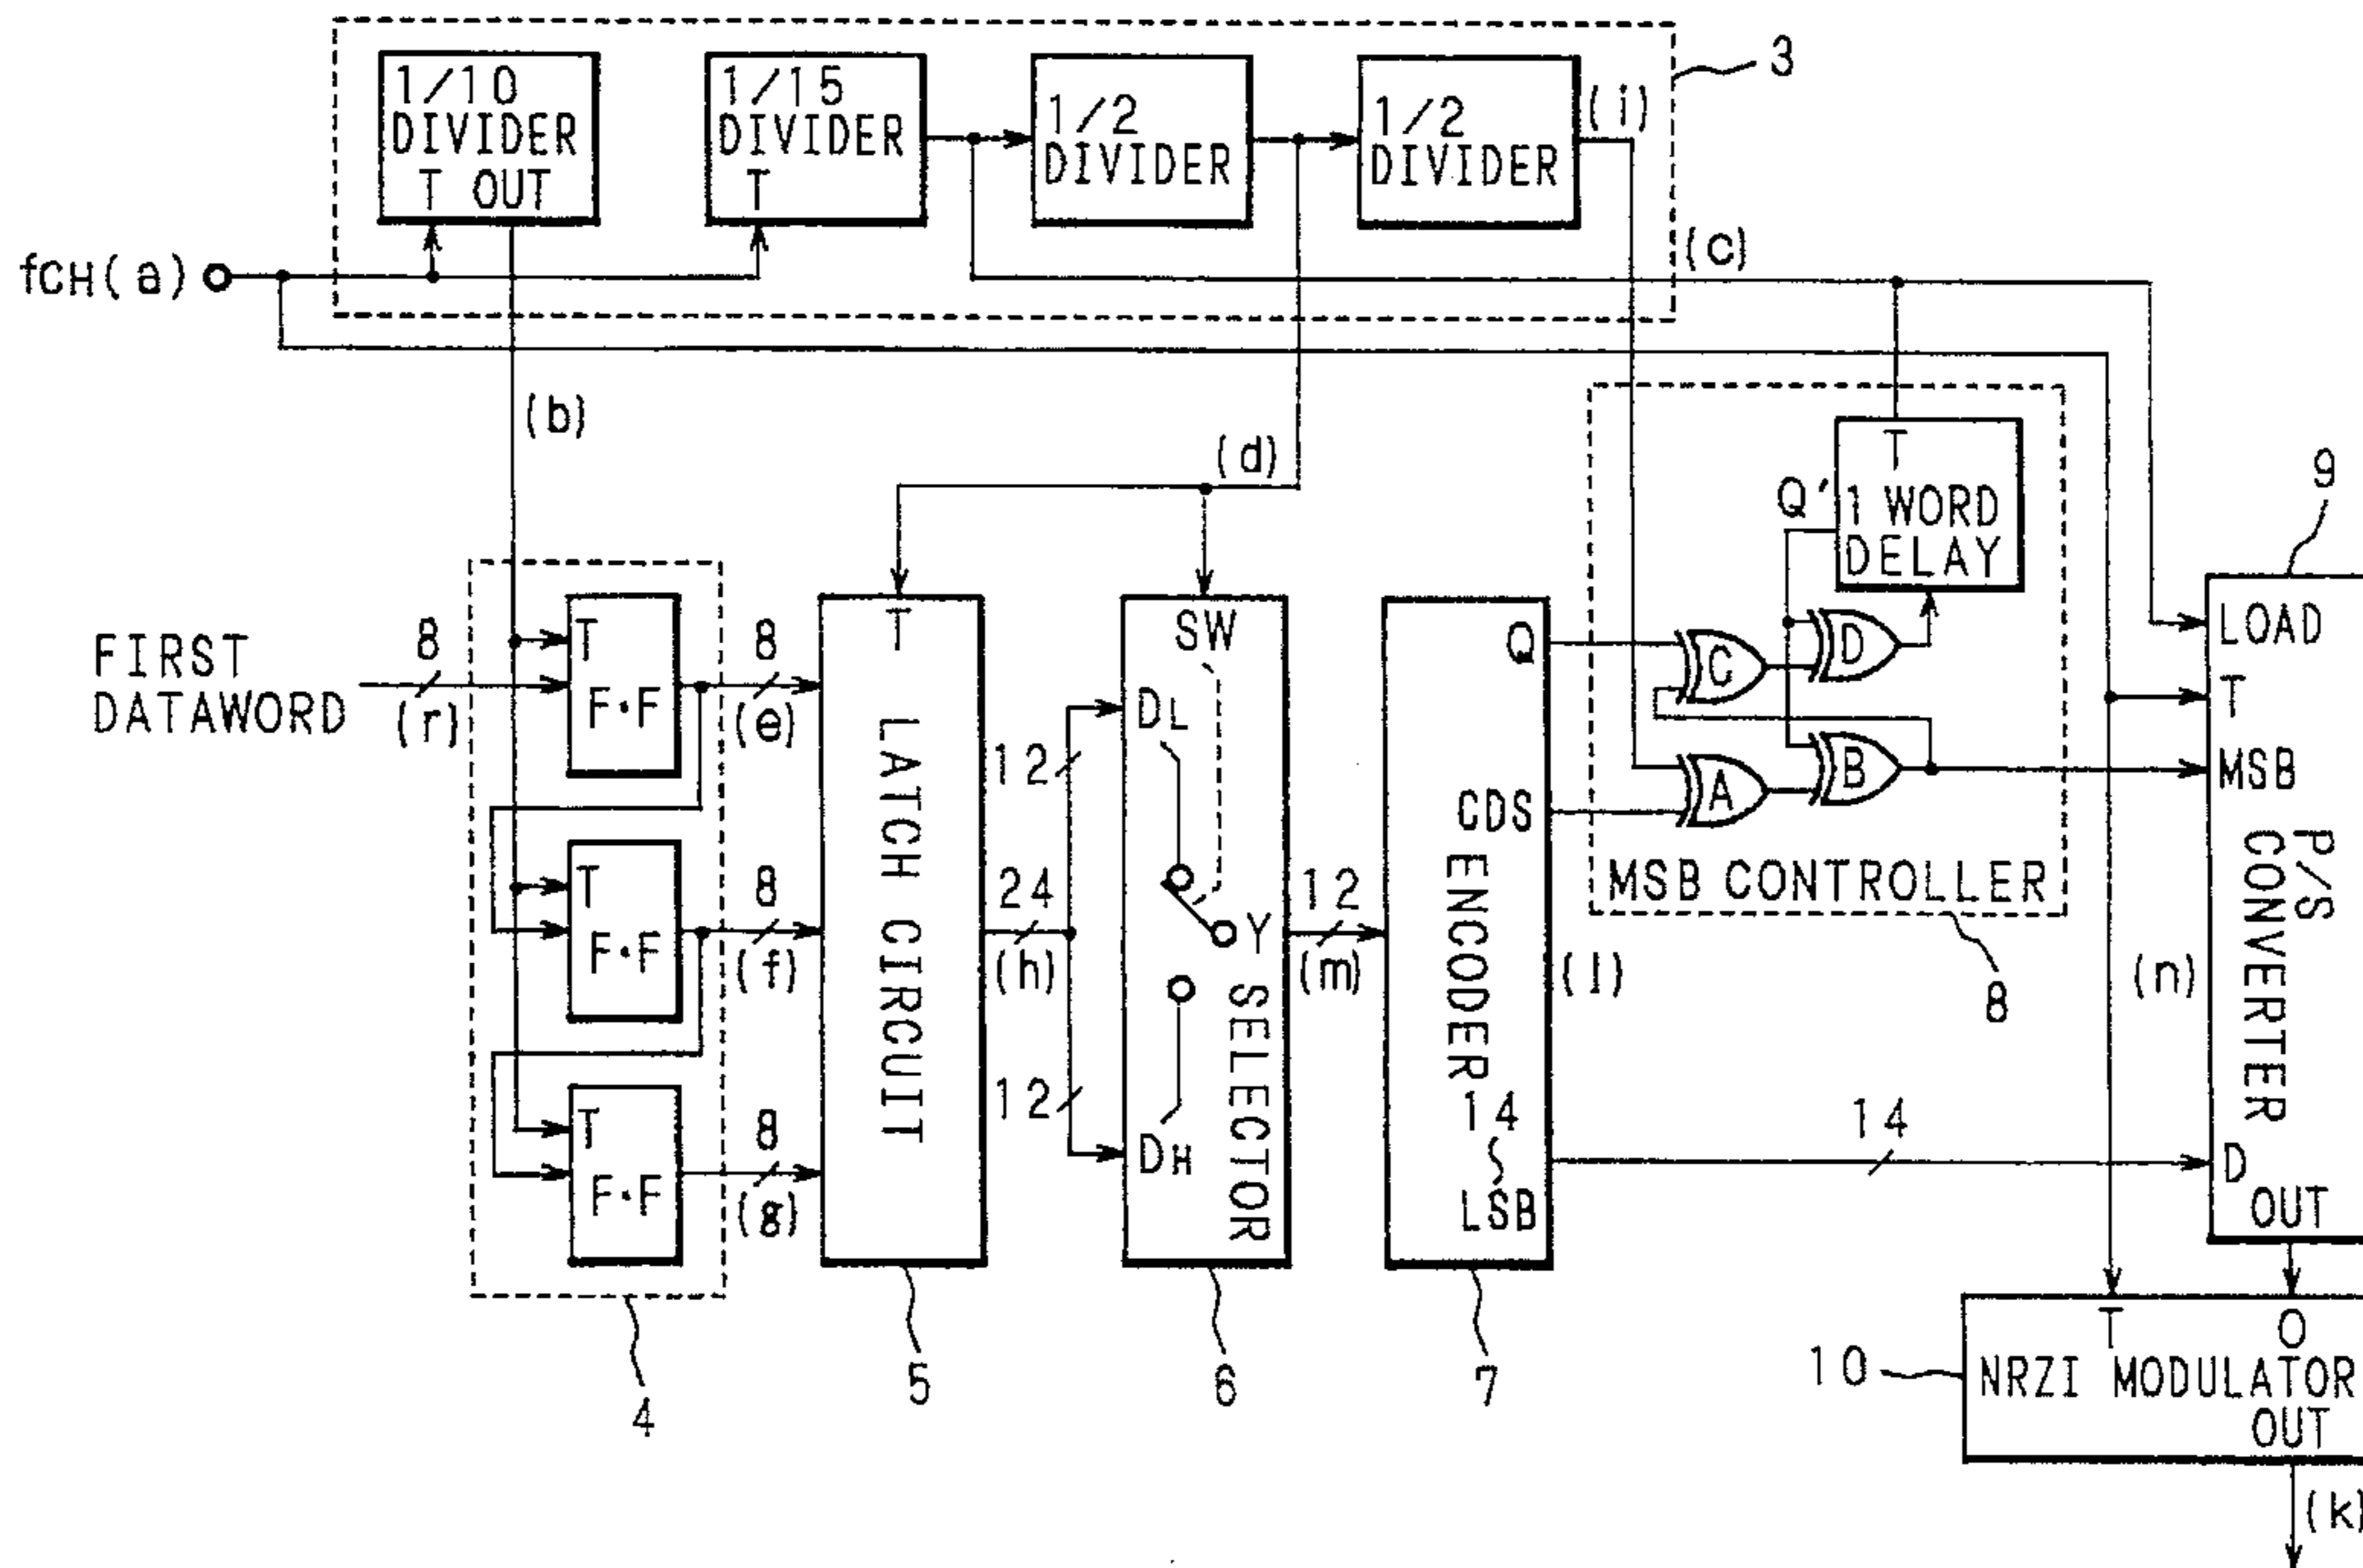 1/10
DIVIDER
T OUT
1/15
DIVIDER
T
1/2
DIVIDER
1/2
DIVIDER
(i)
3
(c)
fCH(a)
(b)
(d)
T
Q'
1 WORD
DELAY
9
FIRST
DATAWORD
8
(r)
T
F·F
8
(e)
T
F·F
8
(f)
T
F·F
8
(g)
4
T
LATCH CIRCUIT
5
24
(h)
12
12
SW
DL
Y
DH
SELECTOR
6
12
(m)
Q
CDS
ENCODER
14
LSB
7
(l)
C
D
A
B
MSB CONTROLLER
8
14
(n)
LOAD
T
MSB
P/S
CONVERTER
D
OUT
T
O
10
NRZI MODULATOR
OUT
(k)